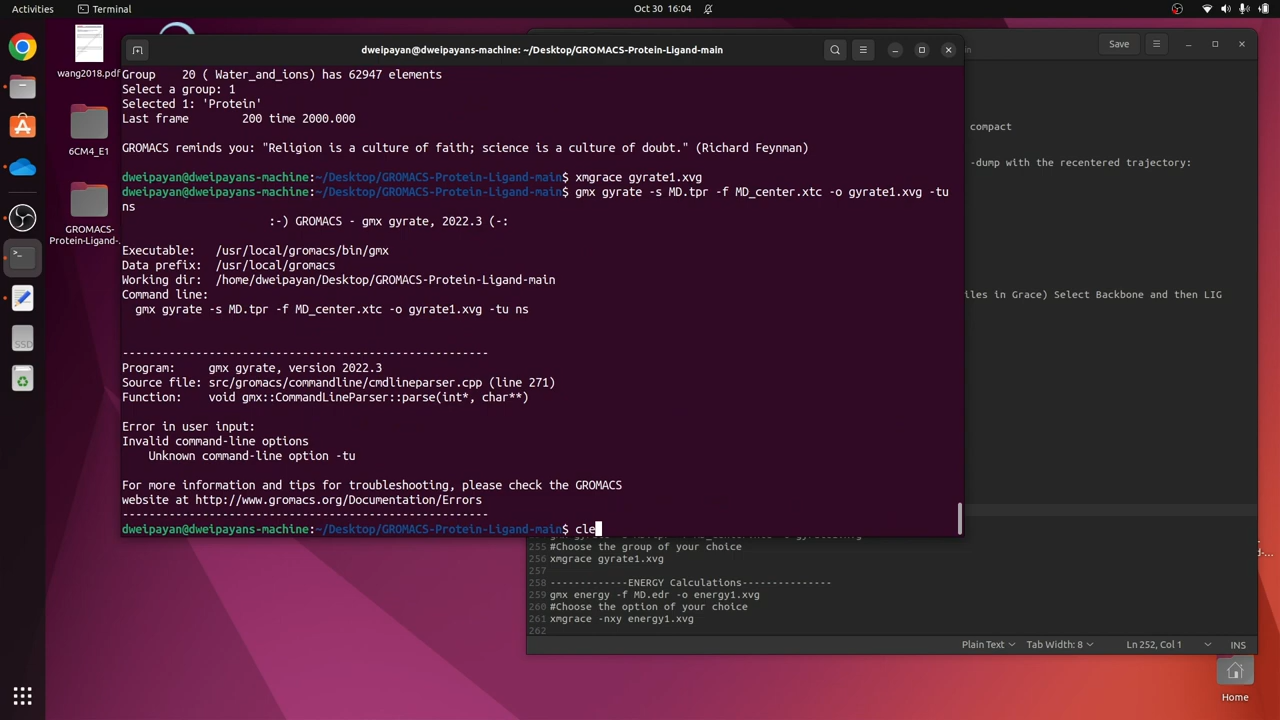 Activities
Terminal
Oct 30 16:04
wang2018.pdf
6CM4_E1
GROMACS-
Protein-Ligand-..
SSD
dweipayan@dweipayans-machine: ~/Desktop/GROMACS-Protein-Ligand-main
Group    20 ( Water_and_ions) has 62947 elements
Select a group: 1
Selected 1: 'Protein'
Last frame        200 time 2000.000
GROMACS reminds you: "Religion is a culture of faith; science is a culture of doubt." (Richard Feynman)
dweipayan@dweipayans-machine:~/Desktop/GROMACS-Protein-Ligand-main$ xmgrace gyrate.xvg
dweipayan@dweipayans-machine:~/Desktop/GROMACS-Protein-Ligand-main$ gmx gyrate -s MD.tpr -f MD_center.xtc -o gyrate1.xvg -tu
ns
:-) GROMACS - gmx gyrate, 2022.3 (-:
Executable:   /usr/local/gromacs/bin/gmx
Data prefix:  /usr/local/gromacs
Working dir:  /home/dweipayan/Desktop/GROMACS-Protein-Ligand-main
Command line:
gmx gyrate -s MD.tpr -f MD_center.xtc -o gyrate1.xvg -tu ns
-------------------------------------------------------
Program:     gmx gyrate, version 2022.3
Source file: src/gromacs/commandline/cmdlineparser.cpp (line 271)
Function:    void gmx::CommandLineParser::parse(int*, char**)
Error in user input:
Invalid command-line options
Unknown command-line option -tu
For more information and tips for troubleshooting, please check the GROMACS
website at http://www.gromacs.org/Documentation/Errors
-------------------------------------------------------
dweipayan@dweipayans-machine:~/Desktop/GROMACS-Protein-Ligand-main$ cle
Save
compact
-dump with the recentered trajectory:
iles in Grace) Select Backbone and then LIG
255 #Choose the group of your choice
256 xmgrace gyrate1.xvg
257
258 -------------ENERGY Calculations---------------
259 gmx energy -f MD.edr -o energy1.xvg
260 #Choose the option of your choice
261 xmgrace -nxy energy1.xvg
262
Plain Text
Tab Width: 8
Ln 252, Col 1
INS
Home